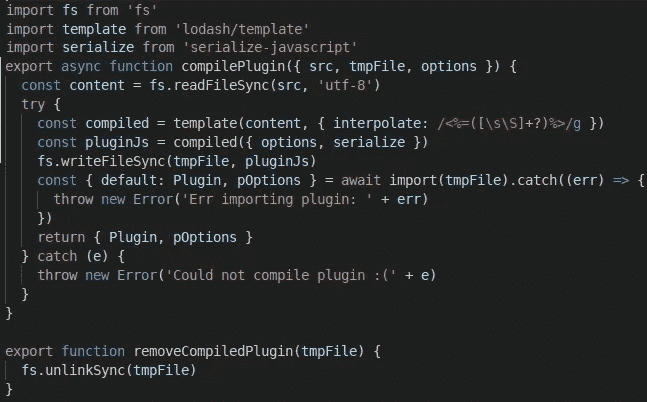 import fs from 'fs'
import template from 'lodash/template'
import serialize from 'serialize-javascript'
export async function compilePlugin({ src, tmpFile, options }) {
  const content = fs.readFileSync(src, 'utf-8')
  try {
    const compiled = template(content, { interpolate: /<%=([\s\S]+?)%>/g })
    const pluginJs = compiled({ options, serialize })
    fs.writeFileSync(tmpFile, pluginJs)
    const { default: Plugin, pOptions } = await import(tmpFile).catch((err) => {
      throw new Error('Err importing plugin: ' + err)
    })
    return { Plugin, pOptions }
  } catch (e) {
    throw new Error('Could not compile plugin :(' + e)
  }
}

export function removeCompiledPlugin(tmpFile) {
  fs.unlinkSync(tmpFile)
}